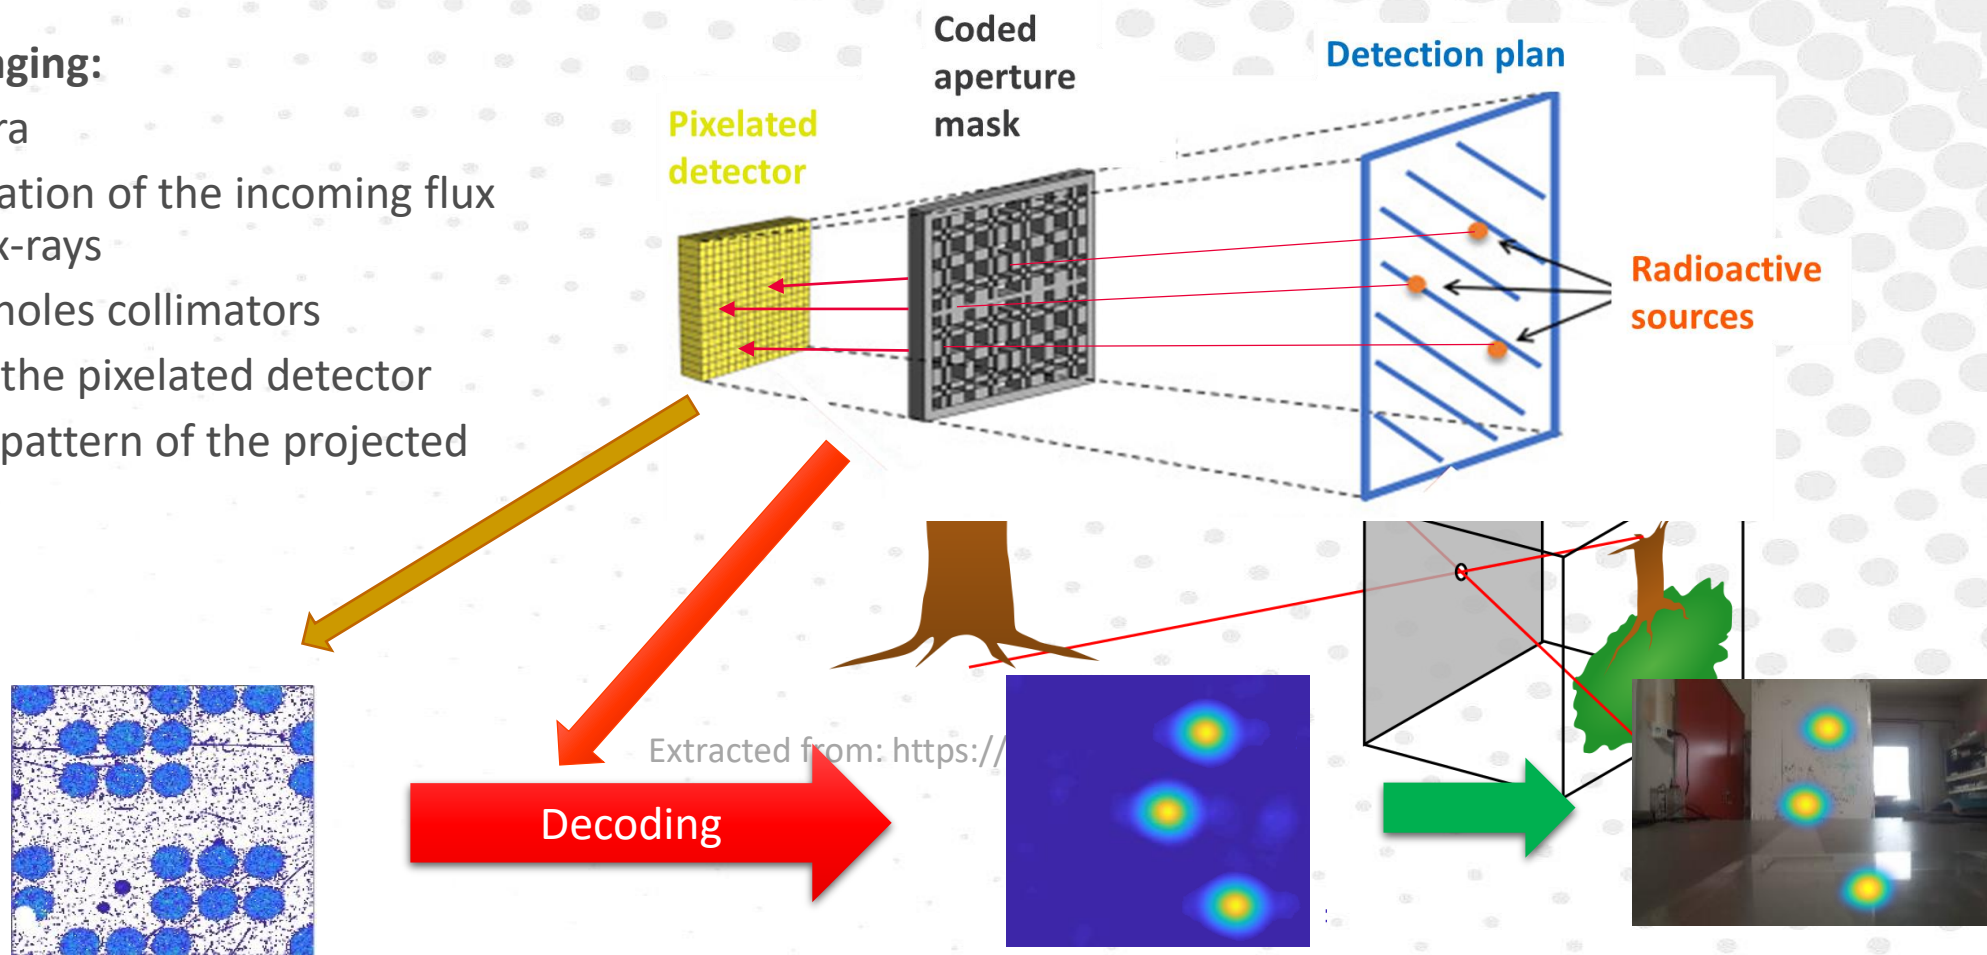 aging:
ra
ation of the incoming flux
x-rays
holes collimators
the pixelated detector
pattern of the projected
Pixelated
detector
Coded
aperture
mask
Detection plan
Radioactive
sources
Extracted from: https://
Decoding